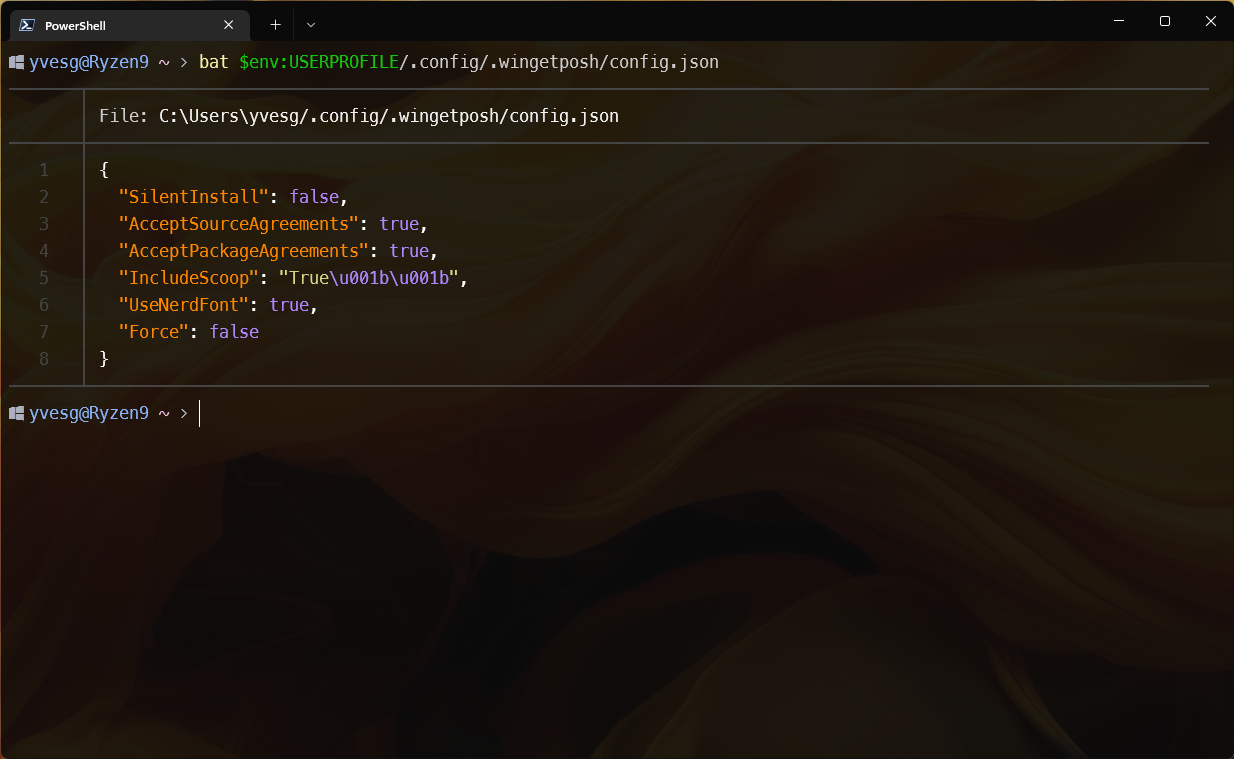 PowerShell
yvesg@Ryzen9 ~ > bat $env:USERPROFILE/.config/.wingetposh/config.json
File: C:\Users\yvesg/.config/.wingetposh/config.json
1 {
2 "SilentInstall": false,
3 "AcceptSourceAgreements": true,
4 "AcceptPackageAgreements": true,
5 "IncludeScoop": "True\u001b\u001b",
6 "UseNerdFont": true,
7 "Force": false
8 }
yvesg@Ryzen9 ~ >